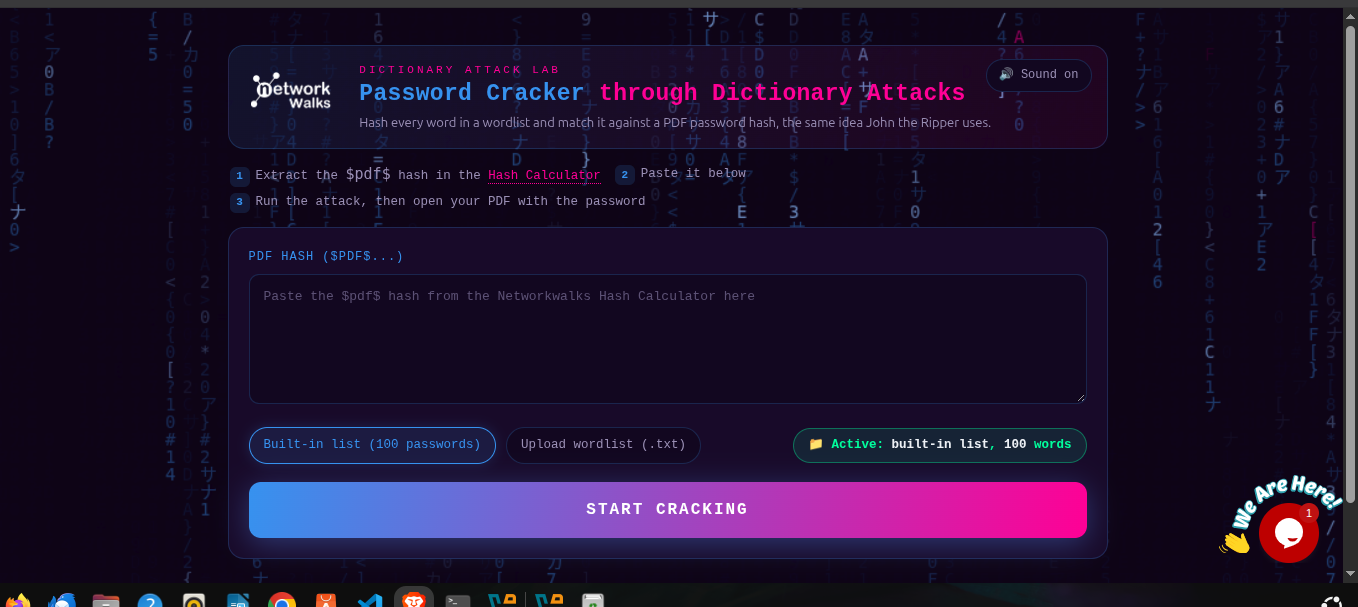 DICTIONARY ATTACK LAB
network
Walks
Password Cracker through Dictionary Attacks
🔊 Sound on
Hash every word in a wordlist and match it against a PDF password hash, the same idea John the Ripper uses.
1 Extract the $pdf$ hash in the Hash Calculator 2 Paste it below
3 Run the attack, then open your PDF with the password
PDF HASH ($PDF$...)
Paste the $pdf$ hash from the Networkwalks Hash Calculator here
Built-in list (100 passwords) Upload wordlist (.txt) 📁 Active: built-in list, 100 words
START CRACKING
We Are Here!
1